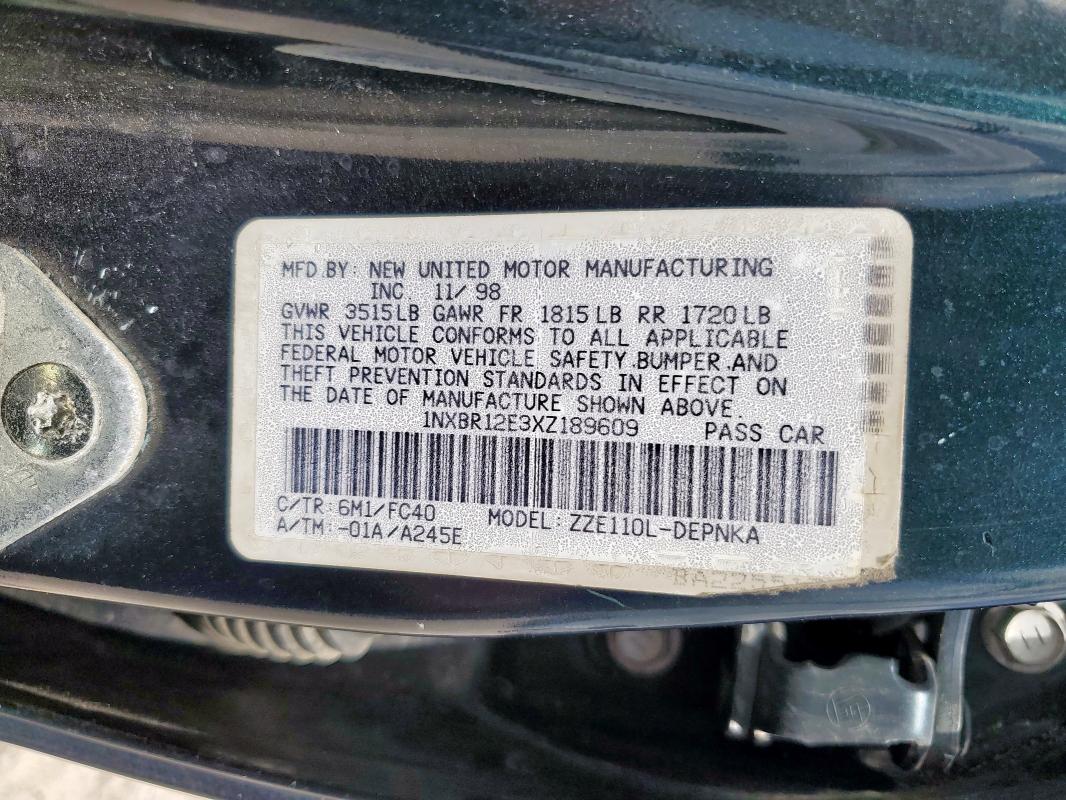 MFD BY: NEW UNITED MOTOR MANUFACTURING
INC 11/98
GVWR 3515LB GAWR FR 1815LB RR 1720LB
THIS VEHICLE CONFORMS TO ALL APPLICABLE
FEDERAL MOTOR VEHICLE SAFETY.BUMPER.AND
THEFT PREVENTION STANDARDS IN EFFECT ON
THE DATE OF MANUFACTURE SHOWN ABOVE.
1NXBR12E3XZ189609 PASS CAR
C/TR:6M1/FC40
A/TM:-01A/A245E
MODEL:ZZE110L-DEPNKA